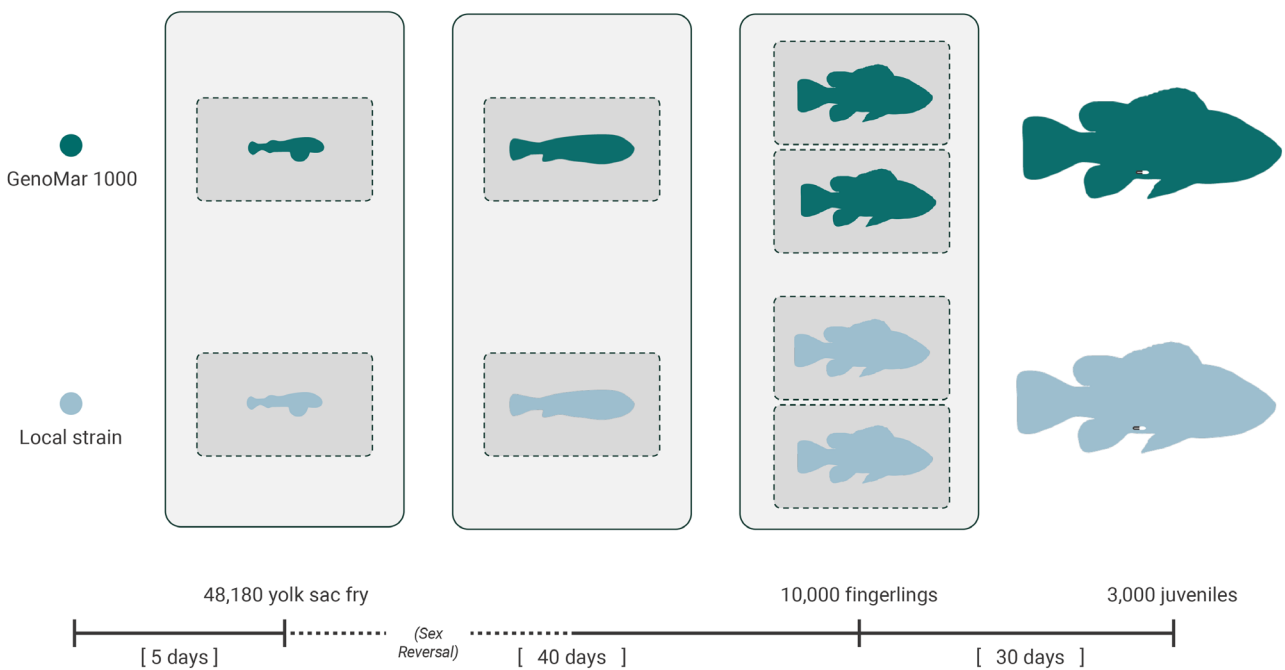 GenoMar 1000
Local strain
48,180 yolk sac fry
10,000 fingerlings
3,000 juveniles
(Sex
Reversal)
[ 5 days ]
[ 40 days ]
[ 30 days ]